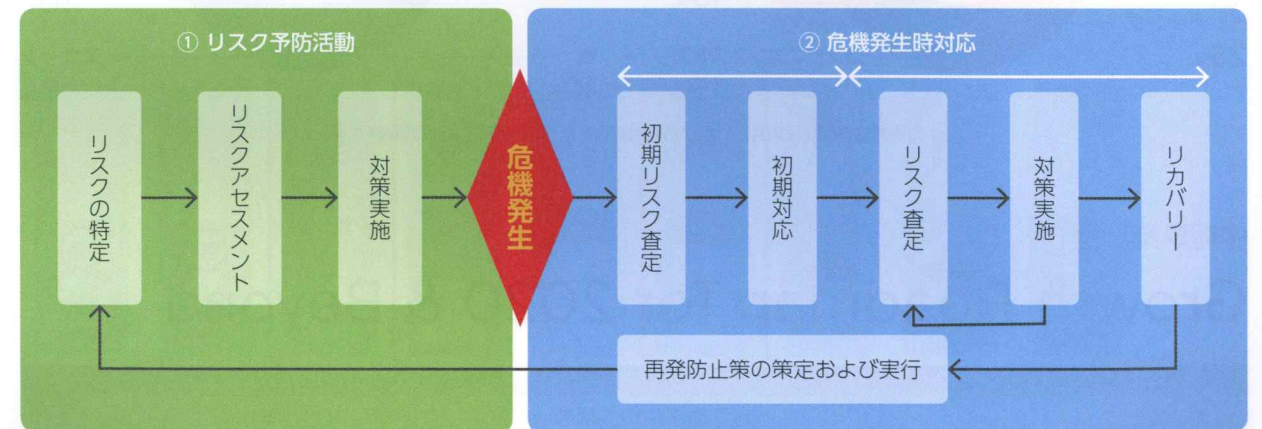 ① リスク予防活動
リスクの特定
リスクアセスメント
対策実施
危機発生
② 危機発生時対応
初期リスク査定
初期対応
リスク査定
対策実施
リカバリー
再発防止策の策定および実行